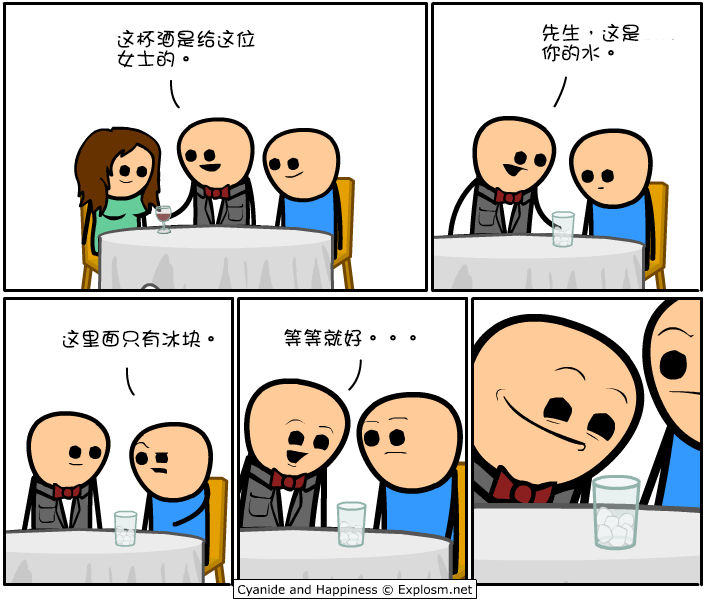 这杯酒是给这位
女士的。
先生，这是
你的水。
这里面只有冰块。
等等就好。。。
Cyanide and Happiness © Explosm.net